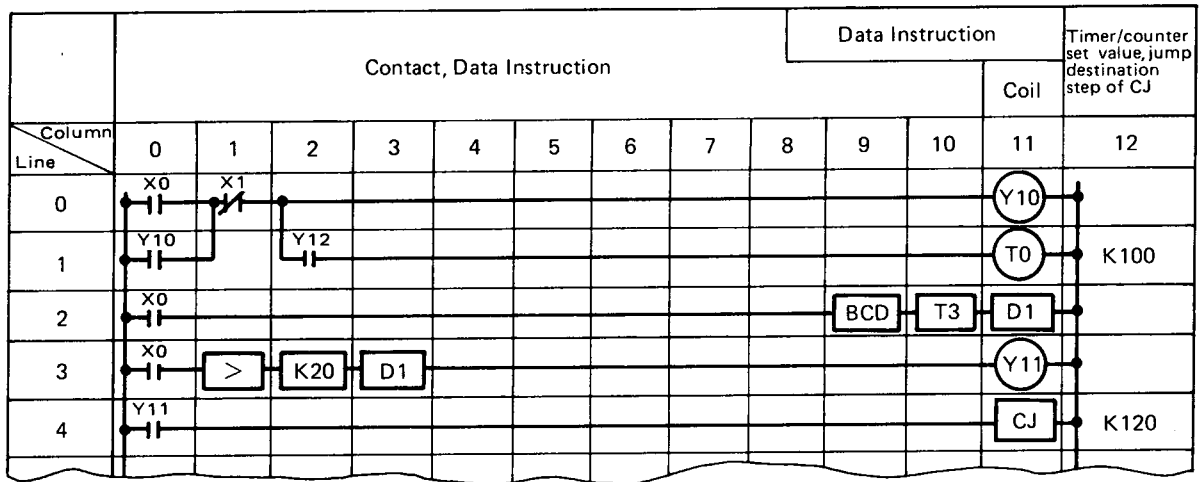 Contact, Data Instruction
Data Instruction
Coil
Timer/counter
set value, jump
destination
step of CJ
Column
Line
0 1 2 3 4 5 6 7 8 9 10 11 12
0 X0 X1 Y10
1 Y10 Y12 T0 K100
2 X0 BCD T3 D1
3 X0 > K20 D1 Y11
4 Y11 CJ K120